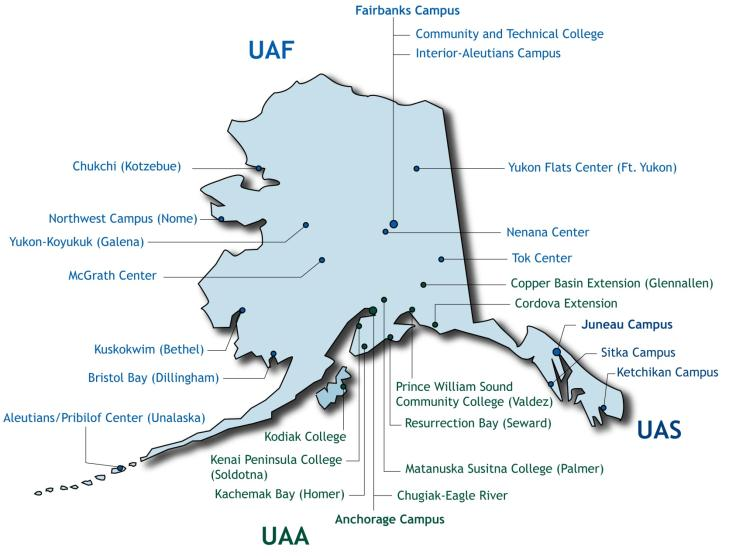 Fairbanks Campus
Community and Technical College
Interior-Aleutians Campus
UAF
Chukchi (Kotzebue)
Yukon Flats Center (Ft. Yukon)
Northwest Campus (Nome)
Nenana Center
Yukon-Koyukuk (Galena)
Tok Center
McGrath Center
Copper Basin Extension (Glennallen)
Cordova Extension
Juneau Campus
Kuskokwim (Bethel)
Sitka Campus
Bristol Bay (Dillingham)
Ketchikan Campus
Prince William Sound
Community College (Valdez)
Aleutians/Pribilof Center (Unalaska)
Resurrection Bay (Seward)
UAS
Kodiak College
Kenai Peninsula College
(Soldotna)
Matanuska Susitna College (Palmer)
Kachemak Bay (Homer)
Chugiak-Eagle River
Anchorage Campus
UAA